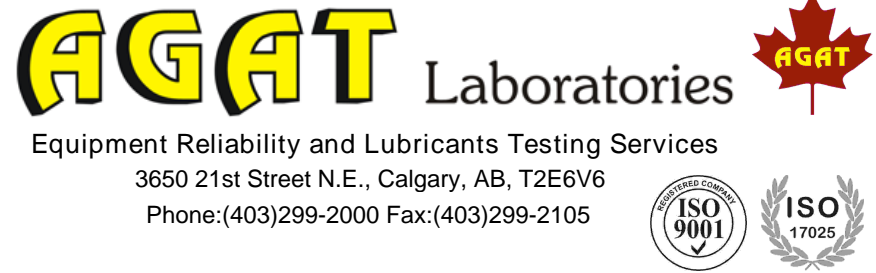 AGAT Laboratories
AGAT
Equipment Reliability and Lubricants Testing Services
3650 21st Street N.E., Calgary, AB, T2E6V6
Phone:(403)299-2000 Fax:(403)299-2105
REGISTERED COMPANY
ISO
9001
ISO
17025